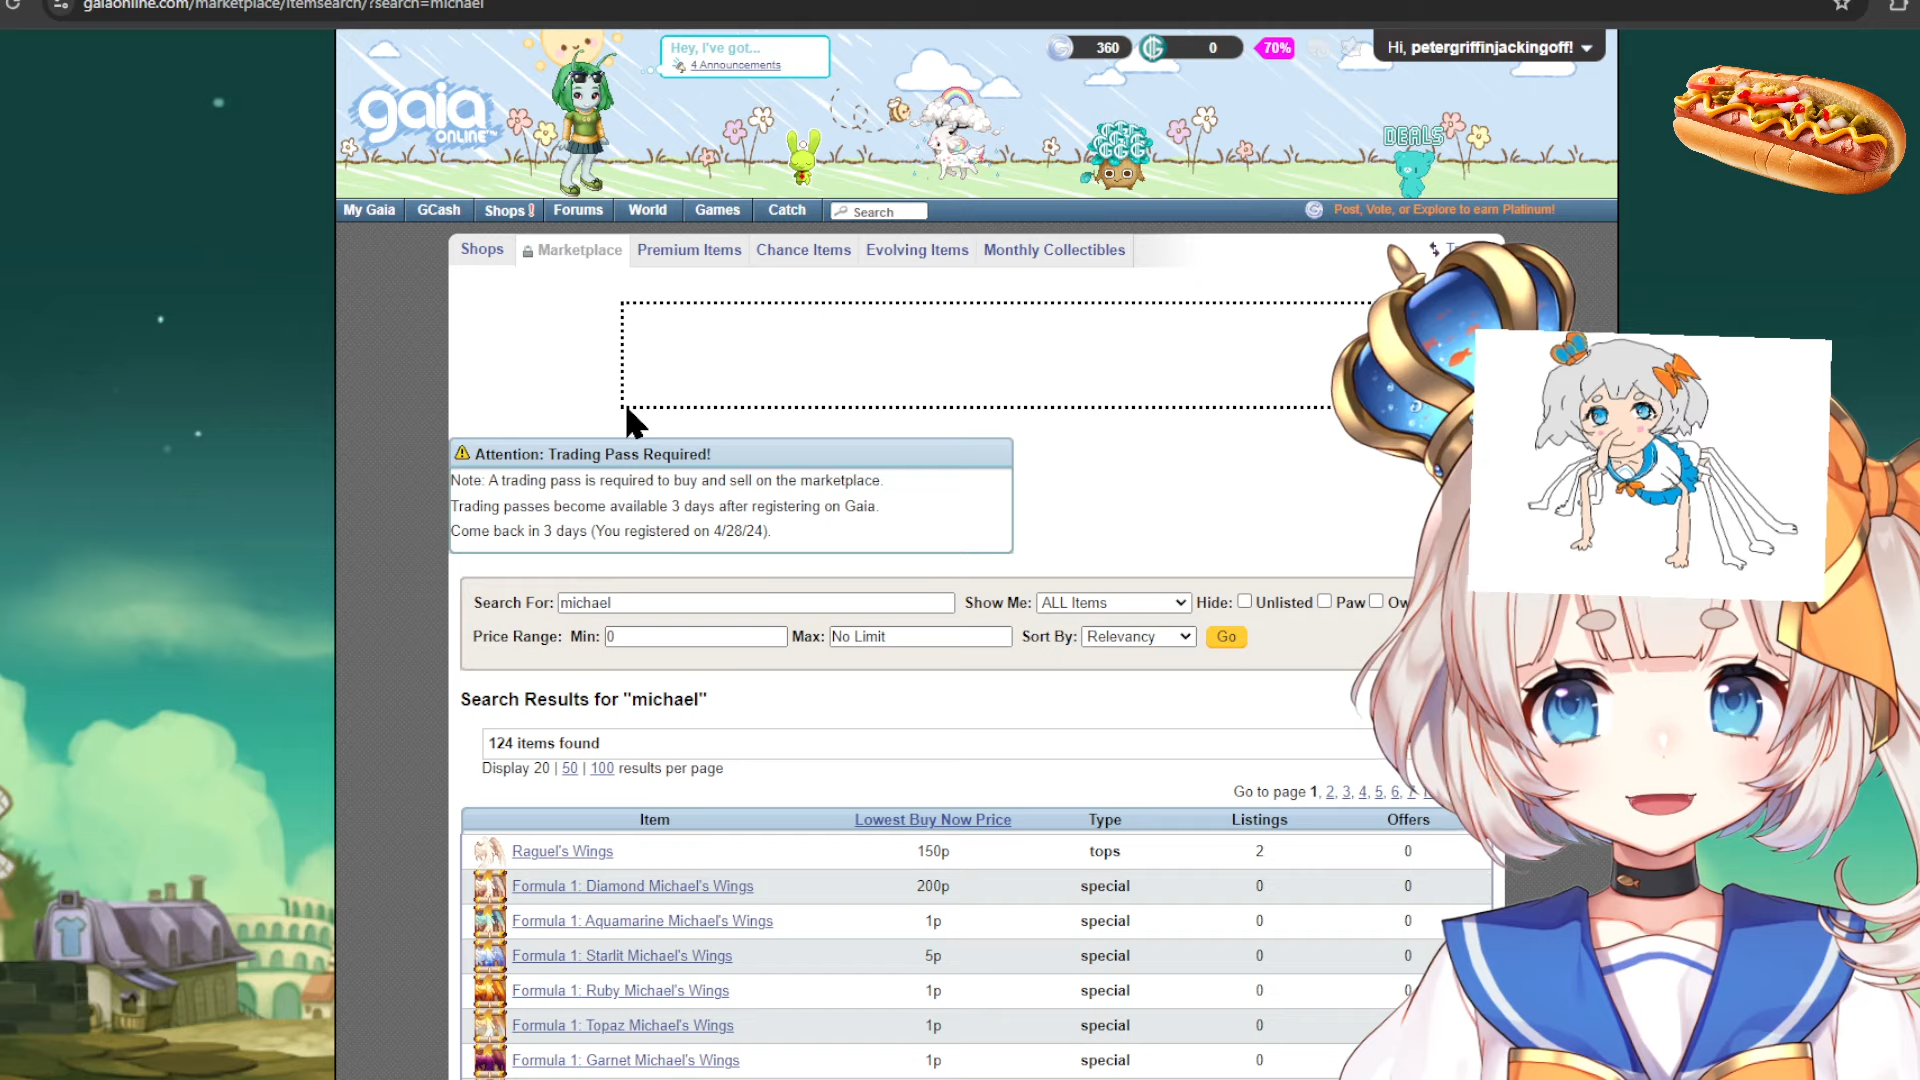 gaiaonline.com/marketplace/itemsearch/?search=michael
Hey, I've got...
4 Announcements
360
0
70%
Hi, petergriffinjackingoff!
gaia
ONLINE™
DEALS
My Gaia
GCash
Shops!
Forums
World
Games
Catch
Search
Post, Vote, or Explore to earn Platinum!
Shops
Marketplace
Premium Items
Chance Items
Evolving Items
Monthly Collectibles
Attention: Trading Pass Required!
Note: A trading pass is required to buy and sell on the marketplace.
Trading passes become available 3 days after registering on Gaia.
Come back in 3 days (You registered on 4/28/24).
Search For: michael Show Me: ALL Items Hide: Unlisted Paw Ow
Price Range: Min: 0 Max: No Limit Sort By: Relevancy Go
Search Results for "michael"
124 items found
Display 20 | 50 | 100 results per page
Go to page 1, 2, 3, 4, 5, 6, 7
Item Lowest Buy Now Price Type Listings Offers
Raguel's Wings 150p tops 2 0
Formula 1: Diamond Michael's Wings 200p special 0 0
Formula 1: Aquamarine Michael's Wings 1p special 0 0
Formula 1: Starlit Michael's Wings 5p special 0 0
Formula 1: Ruby Michael's Wings 1p special 0 0
Formula 1: Topaz Michael's Wings 1p special 0
Formula 1: Garnet Michael's Wings 1p special 0